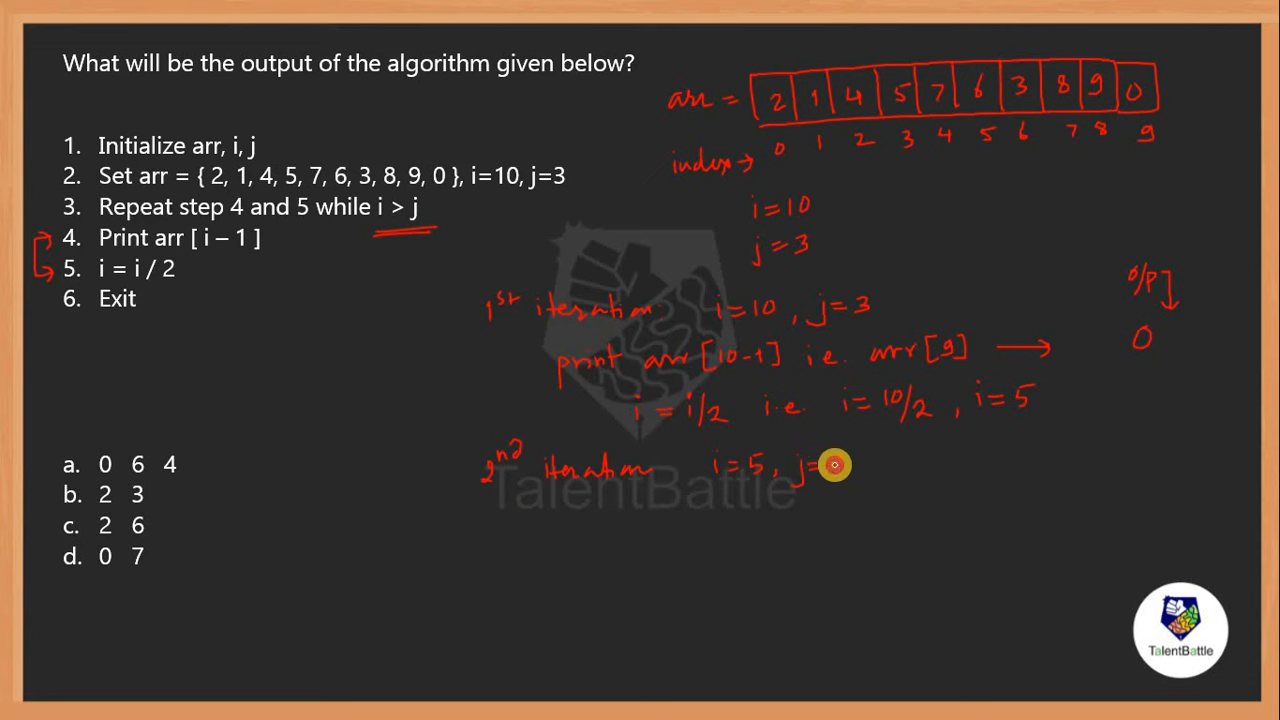 What will be the output of the algorithm given below?
1. Initialize arr, i, j
2. Set arr = { 2, 1, 4, 5, 7, 6, 3, 8, 9, 0 }, i=10, j=3
3. Repeat step 4 and 5 while i > j
4. Print arr [ i – 1 ]
5. i = i / 2
6. Exit
a. 0 6 4
b. 2 3
c. 2 6
d. 0 7
arr = 2 1 4 5 7 6 3 8 9 0
index → 0 1 2 3 4 5 6 7 8 9
i = 10
j = 3
1st iteration i = 10 , j = 3
print arr [10-1] i.e. arr [9] → 
i = i/2 i.e. i = 10/2 , i = 5
2nd iteration i = 5, j =
O/P
0
TalentBattle
TalentBattle